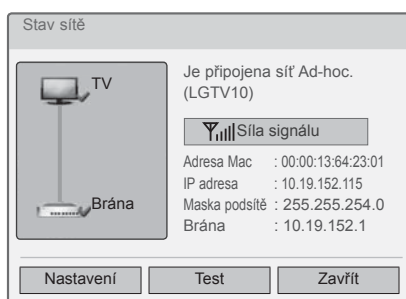 Stav sítě
TV
Brána
Je připojena síť Ad-hoc.
(LGTV10)
Síla signálu
Adresa Mac : 00:00:13:64:23:01
IP adresa : 10.19.152.115
Maska podsítě : 255.255.254.0
Brána : 10.19.152.1
Nastavení
Test
Zavřít